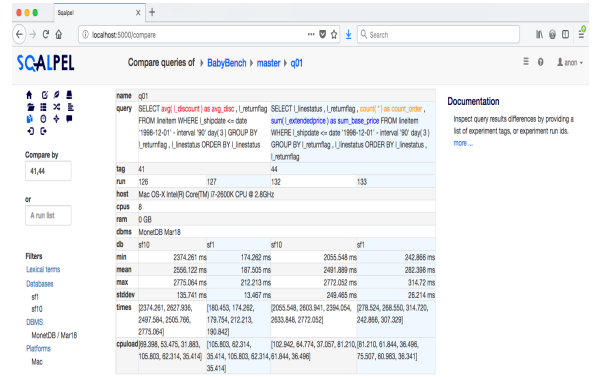 Sqalpel
localhost:5000/compare
Search
SQALPEL
Compare queries of BabyBench master q01
anon
name q01
query SELECT avg( l_discount ) as avg_disc , l_returnflag SELECT l_linestatus , l_returnflag , count( * ) as count_order ,
FROM lineitem WHERE l_shipdate <= date sum( l_extendedprice ) as sum_base_price FROM lineitem
'1998-12-01' - interval '90' day( 3 ) GROUP BY WHERE l_shipdate <= date '1998-12-01' - interval '90' day( 3 )
l_returnflag , l_linestatus ORDER BY l_linestatus GROUP BY l_returnflag , l_linestatus ORDER BY l_linestatus ,
l_returnflag
tag 41 44
run 126 127 132 133
host Mac OS-X Intel(R) Core(TM) i7-2600K CPU @ 2.8GHz
cpus 8
ram 0 GB
dbms MonetDB Mar18
db sf10 sf1 sf10 sf1
min 2374.261 ms 174.262 ms 2055.548 ms 242.866 ms
mean 2556.122 ms 187.505 ms 2491.889 ms 282.398 ms
max 2775.064 ms 212.213 ms 2772.052 ms 314.72 ms
stddev 135.741 ms 13.467 ms 249.465 ms 26.214 ms
times [2374.261, 2627.936, [180.453, 174.262, [2055.548, 2603.941, 2394.054, [278.524, 268.550, 314.720,
2497.584, 2505.766, 179.754, 212.213, 2633.848, 2772.052] 242.866, 307.329]
2775.064] 190.842]
cpuload [69.398, 53.475, 31.883, [105.803, 62.314, [102.942, 64.774, 37.057, 81.210, [81.210, 61.844, 36.496,
105.803, 62.314, 35.414] 35.414, 105.803, 62.314, 61.844, 36.496] 75.507, 60.983, 36.341]
35.414]
Compare by
41,44
or
A run list
Filters
Lexical terms
Databases
sf1
sf10
DBMS
MonetDB / Mar18
Platforms
Mac
Documentation
Inspect query results differences by providing a
list of experiment tags, or experiment run ids.
more ...